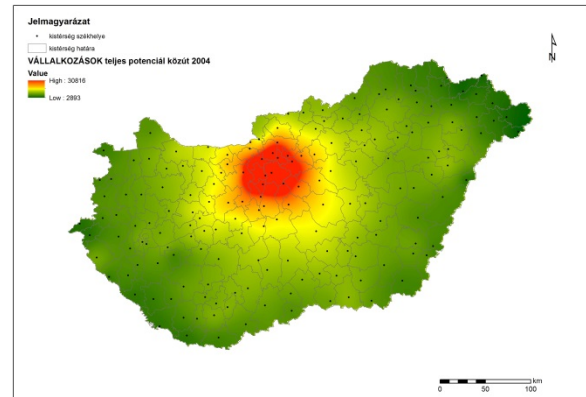 Jelmagyarázat
kistérség székhelye
kistérség határa
VÁLLALKOZÁSOK teljes potenciál közút 2004
Value
High : 30816
Low : 2893
N
km
0 50 100